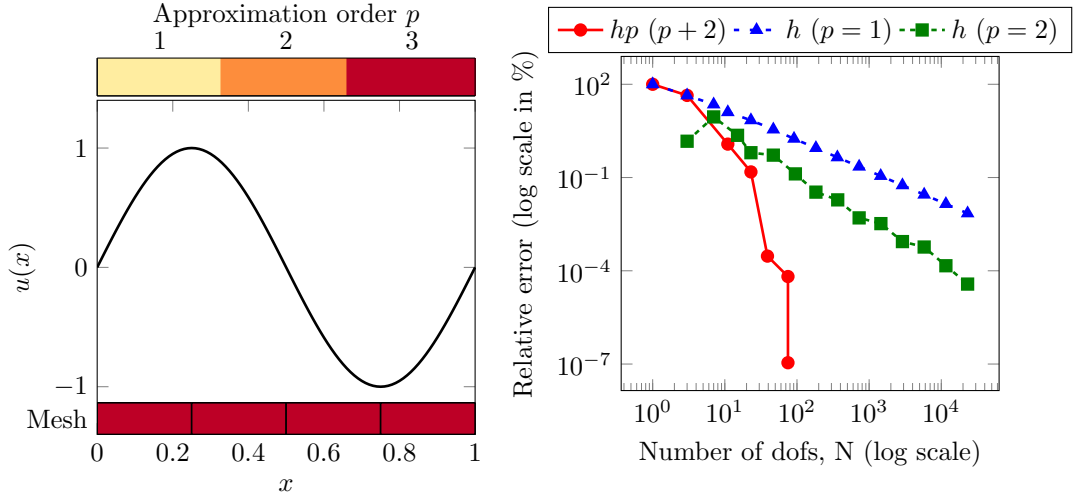 Approximation order p
1 2 3
u(x)
1
0
−1
Mesh
0 0.2 0.4 0.6 0.8 1
x
hp (p + 2) h (p = 1) h (p = 2)
Relative error (log scale in %)
10^2
10^−1
10^−4
10^−7
10^0 10^1 10^2 10^3 10^4
Number of dofs, N (log scale)